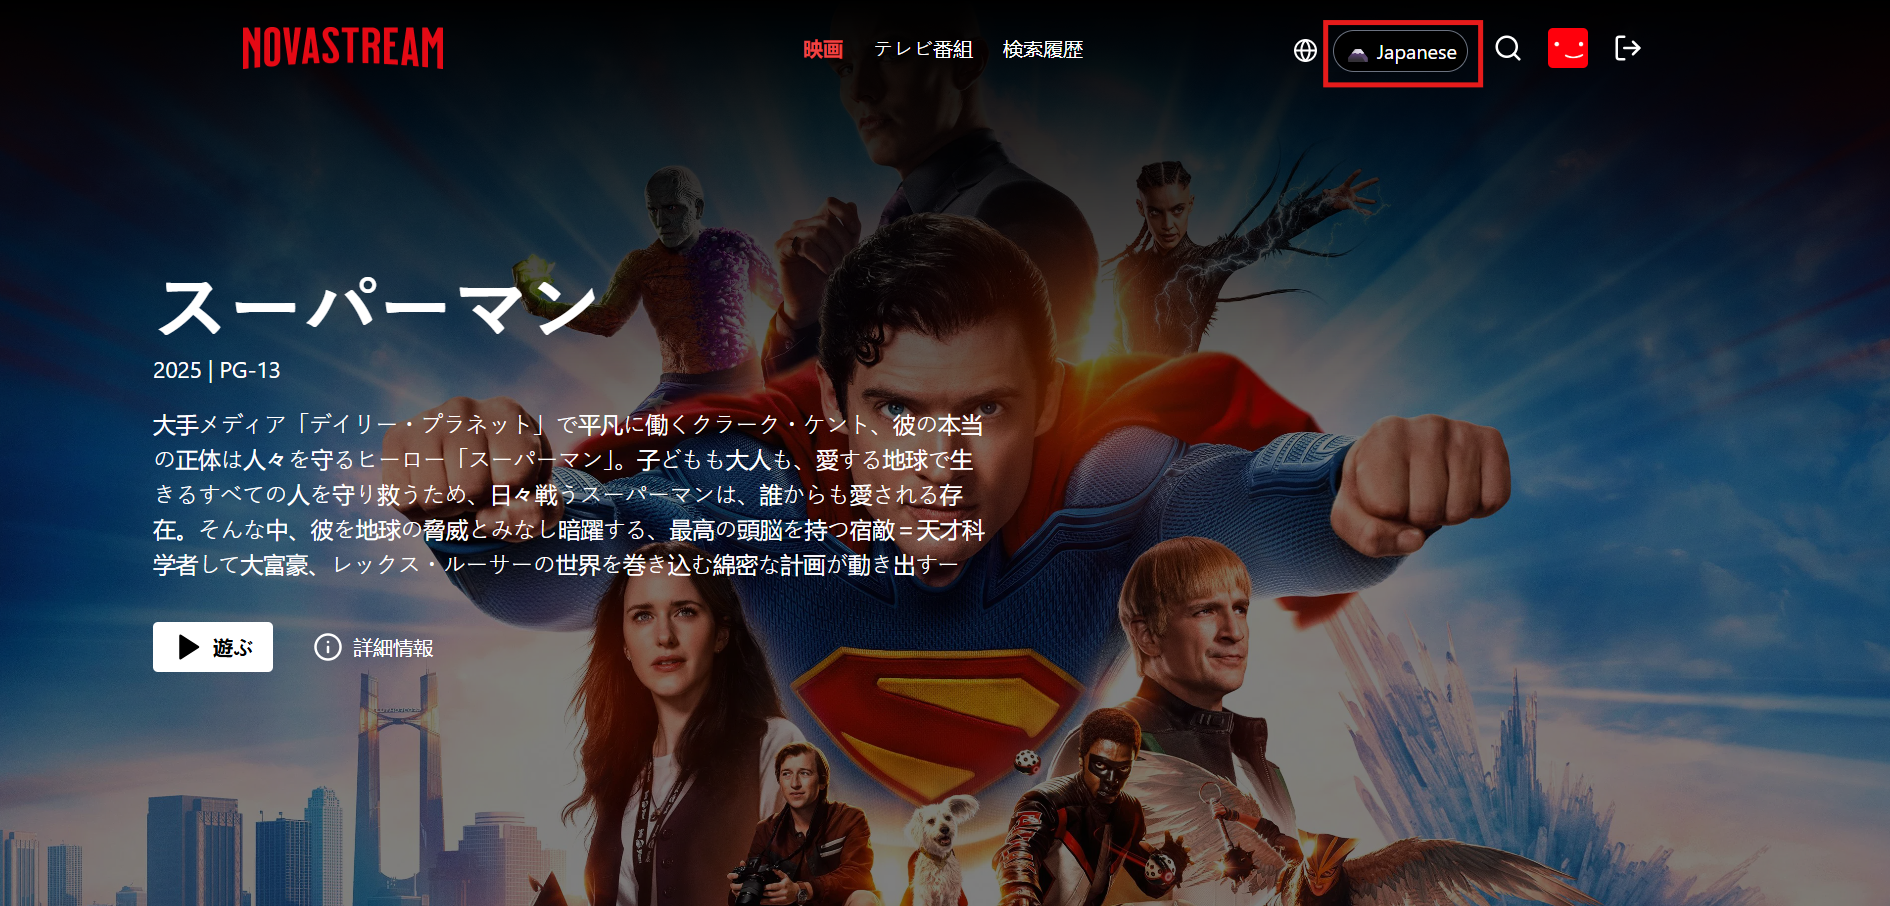 NOVASTREAM
映画 テレビ番組 検索履歴
Japanese
スーパーマン
2025 | PG-13
大手メディア「デイリー・プラネット」で平凡に働くクラーク・ケント、彼の本当
の正体は人々を守るヒーロー「スーパーマン」。子どもも大人も、愛する地球で生
きるすべての人を守り救うため、日々戦うスーパーマンは、誰からも愛される存
在。そんな中、彼を地球の脅威とみなし暗躍する、最高の頭脳を持つ宿敵＝天才科
学者して大富豪、レックス・ルーサーの世界を巻き込む綿密な計画が動き出すー
遊ぶ
詳細情報